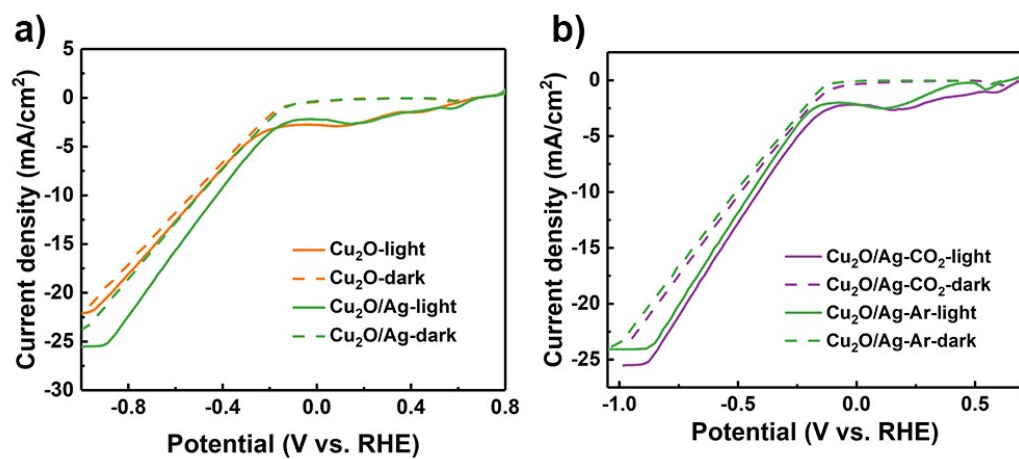 a)
5
0
-5
-10
-15
-20
-25
-30
Current density (mA/cm²)
Cu₂O-light
Cu₂O-dark
Cu₂O/Ag-light
Cu₂O/Ag-dark
-0.8 -0.4 0.0 0.4 0.8
Potential (V vs. RHE)
b)
0
-5
-10
-15
-20
-25
Current density (mA/cm²)
Cu₂O/Ag-CO₂-light
Cu₂O/Ag-CO₂-dark
Cu₂O/Ag-Ar-light
Cu₂O/Ag-Ar-dark
-1.0 -0.5 0.0 0.5
Potential (V vs. RHE)